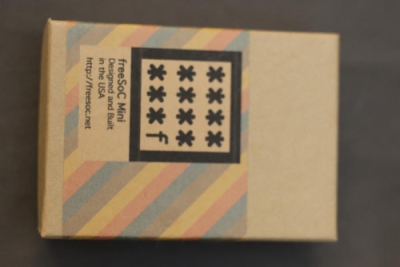 ****
****
***f
freeSoC Mini
Designed and Built
in the USA
http://freesoc.net